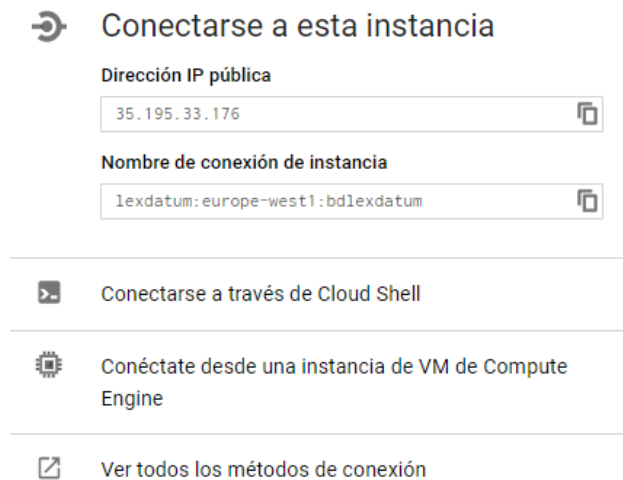 Conectarse a esta instancia
Dirección IP pública
35.195.33.176
Nombre de conexión de instancia
lexdatum:europe-west1:bdlexdatum
Conectarse a través de Cloud Shell
Conéctate desde una instancia de VM de Compute
Engine
Ver todos los métodos de conexión